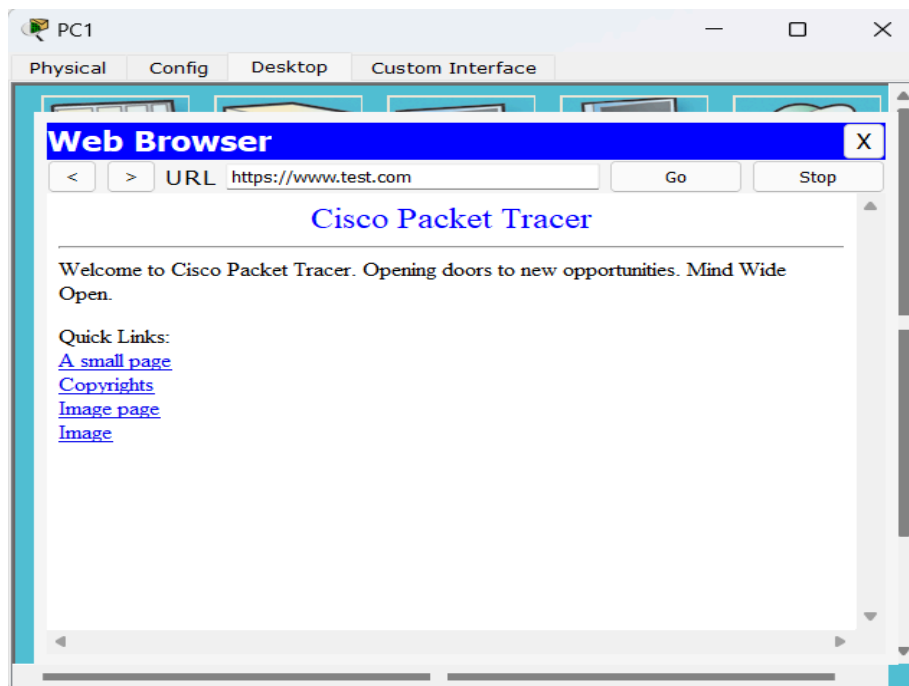 PC1
Physical Config Desktop Custom Interface
Web Browser X
< > URL https://www.test.com Go Stop
Cisco Packet Tracer
Welcome to Cisco Packet Tracer. Opening doors to new opportunities. Mind Wide
Open.
Quick Links:
A small page
Copyrights
Image page
Image